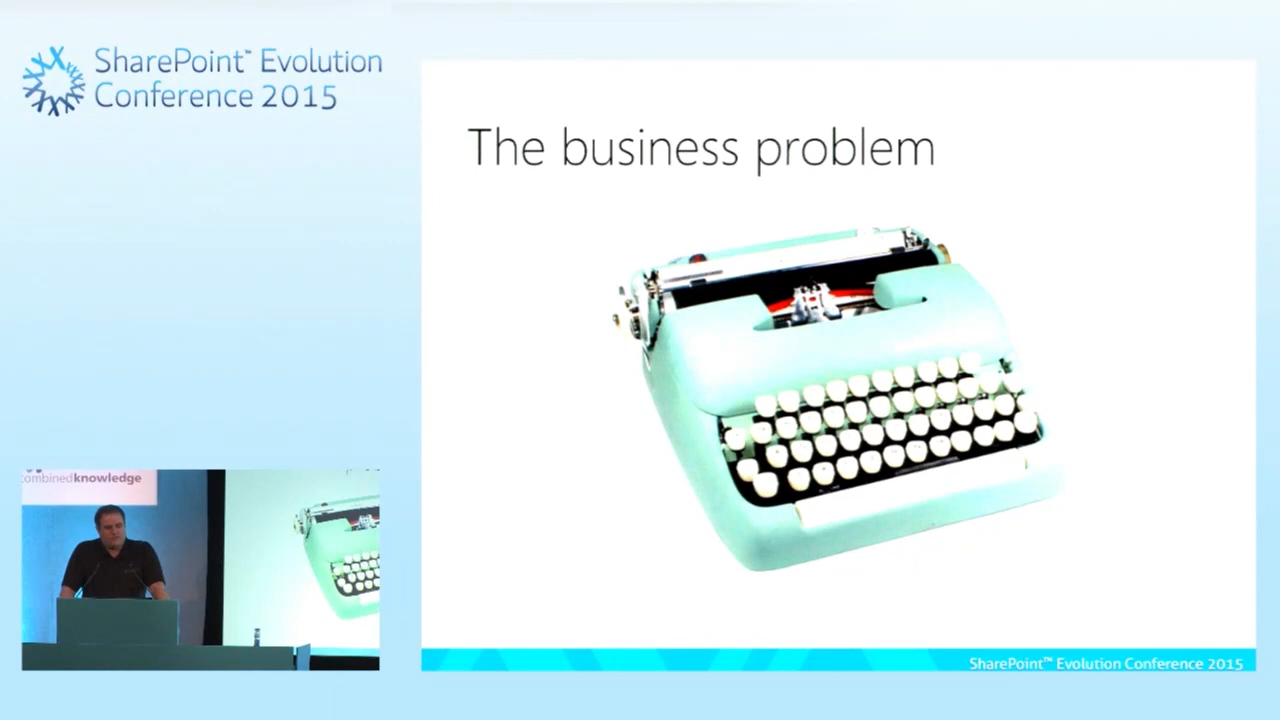 SharePoint™ Evolution
Conference 2015
The business problem
combinedknowledge
SharePoint™ Evolution Conference 2015